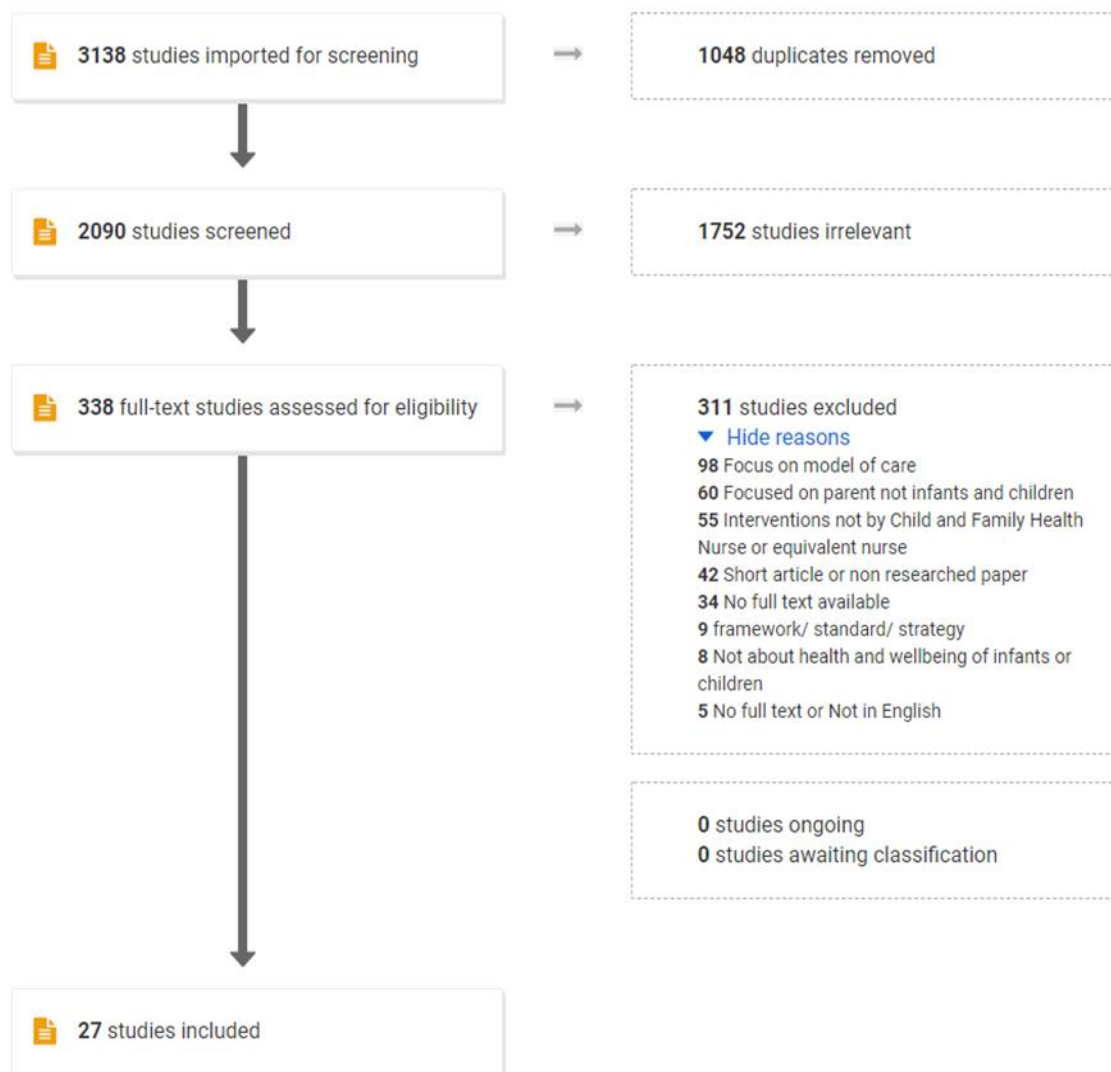 3138 studies imported for screening
1048 duplicates removed
2090 studies screened
1752 studies irrelevant
338 full-text studies assessed for eligibility
311 studies excluded
Hide reasons
98 Focus on model of care
60 Focused on parent not infants and children
55 Interventions not by Child and Family Health
Nurse or equivalent nurse
42 Short article or non researched paper
34 No full text available
9 framework/ standard/ strategy
8 Not about health and wellbeing of infants or
children
5 No full text or Not in English
0 studies ongoing
0 studies awaiting classification
27 studies included